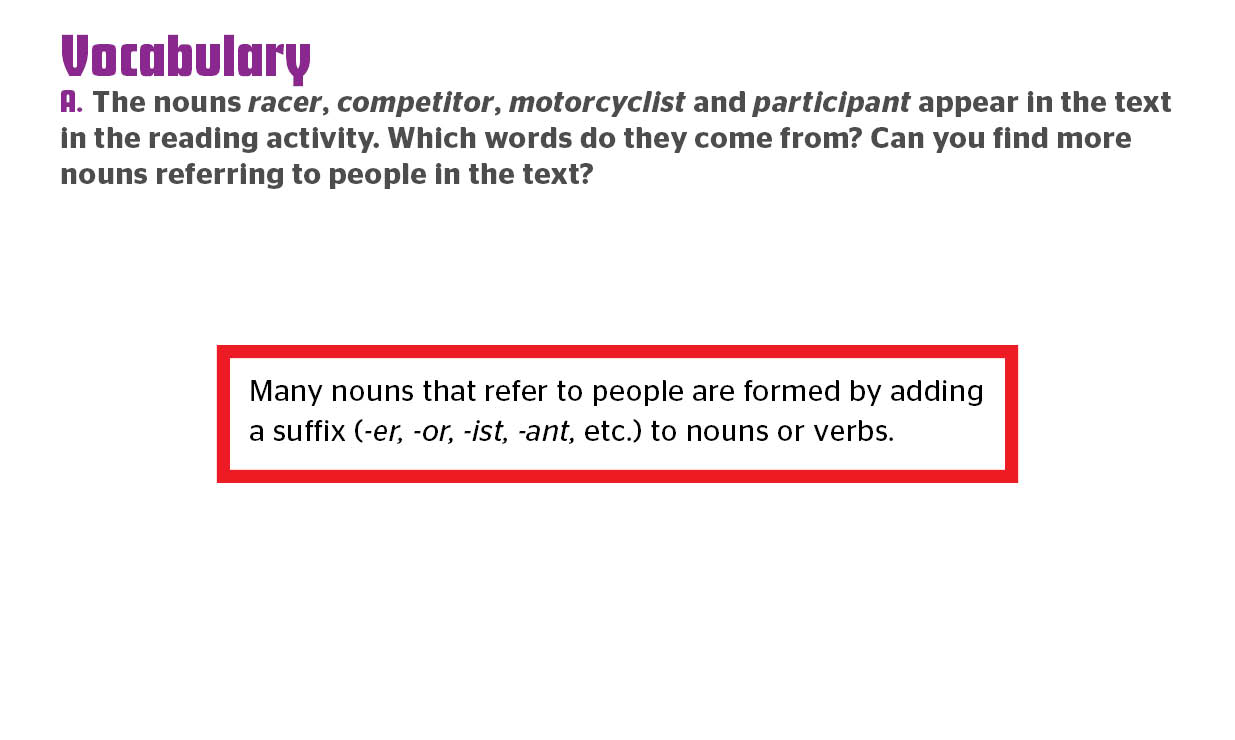 Vocabulary
A. The nouns racer, competitor, motorcyclist and participant appear in the text
in the reading activity. Which words do they come from? Can you find more
nouns referring to people in the text?
Many nouns that refer to people are formed by adding
a suffix (-er, -or, -ist, -ant, etc.) to nouns or verbs.